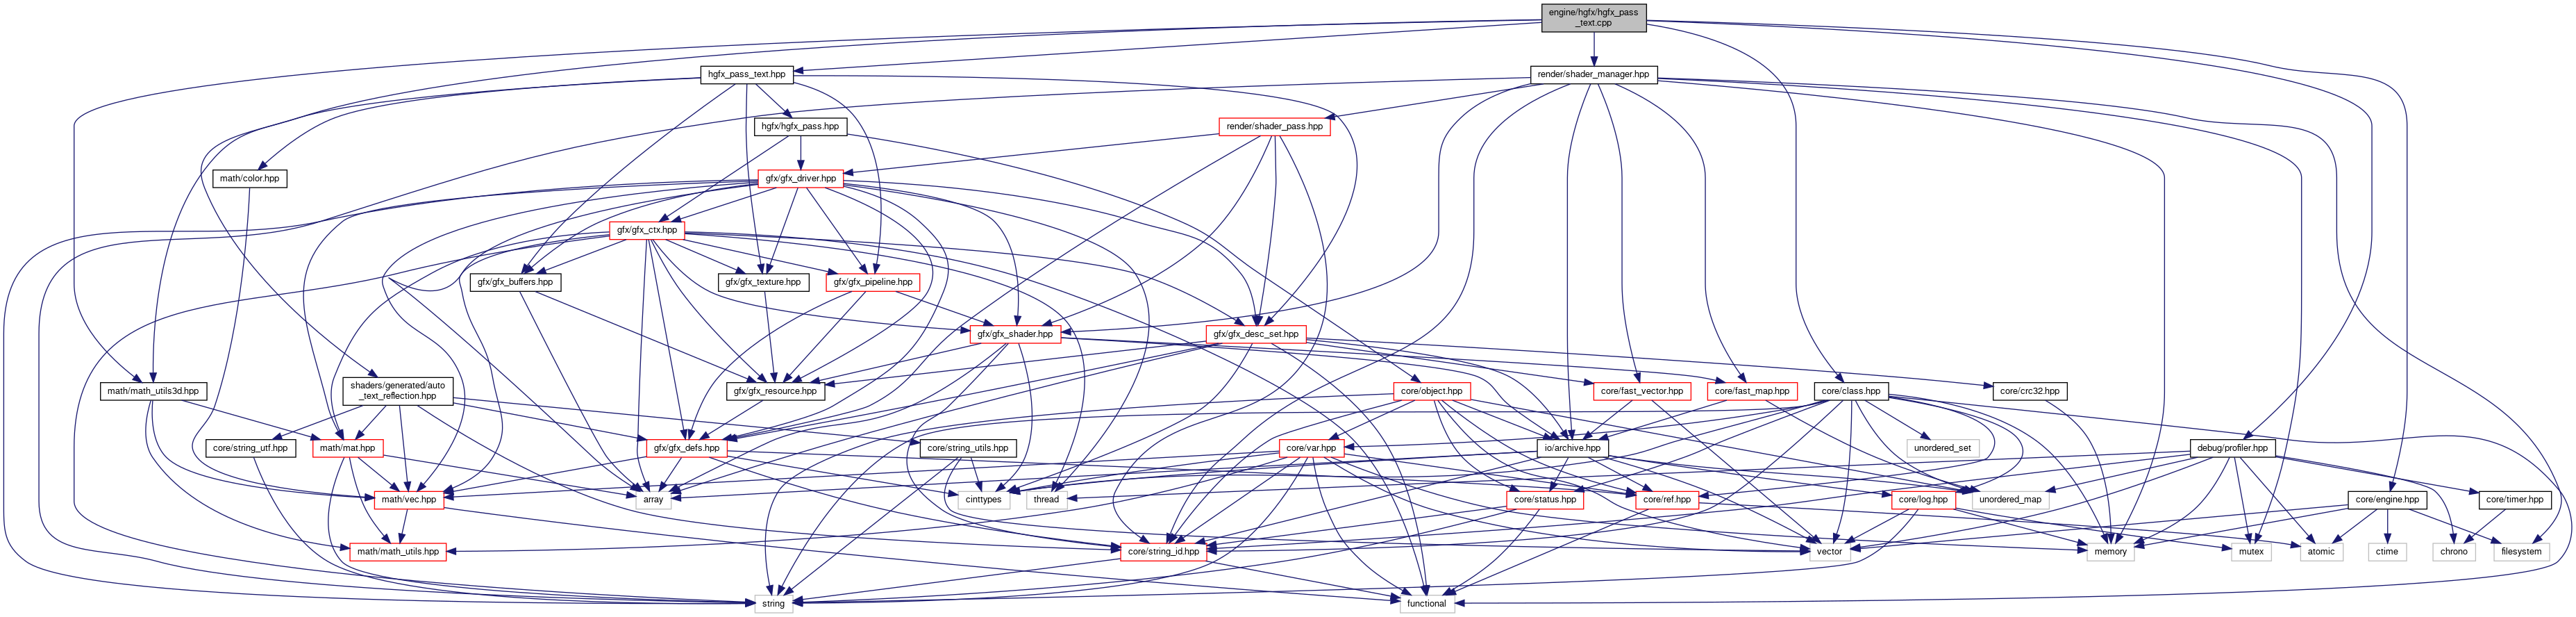 engine/hgfx/hgfx_pass
_text.cpp
hgfx_pass_text.hpp
render/shader_manager.hpp
hgfx/hgfx_pass.hpp
render/shader_pass.hpp
math/color.hpp
gfx/gfx_driver.hpp
gfx/gfx_ctx.hpp
gfx/gfx_buffers.hpp
gfx/gfx_texture.hpp
gfx/gfx_pipeline.hpp
gfx/gfx_shader.hpp
gfx/gfx_desc_set.hpp
math/math_utils3d.hpp
shaders/generated/auto
_text_reflection.hpp
gfx/gfx_resource.hpp
core/object.hpp
core/fast_vector.hpp
core/fast_map.hpp
core/class.hpp
core/crc32.hpp
core/string_utf.hpp
math/mat.hpp
gfx/gfx_defs.hpp
core/string_utils.hpp
core/var.hpp
io/archive.hpp
unordered_set
debug/profiler.hpp
math/vec.hpp
array
cinttypes
thread
core/status.hpp
core/ref.hpp
core/log.hpp
unordered_map
core/engine.hpp
core/timer.hpp
math/math_utils.hpp
core/string_id.hpp
vector
memory
mutex
atomic
ctime
chrono
filesystem
string
functional